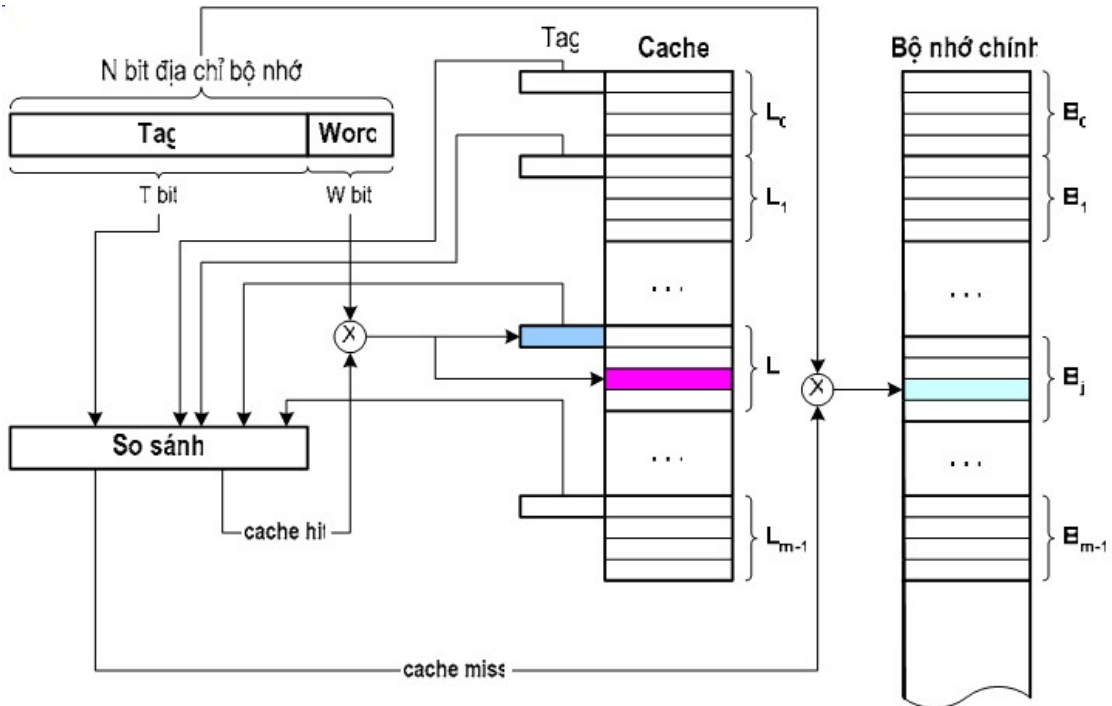 N bit địa chỉ bộ nhớ
Tag
Word
T bit
W bit
X
So sánh
cache hit
cache miss
Tag
Cache
L0
L1
...
L
...
Lm-1
X
Bộ nhớ chính
B0
B1
...
Bj
...
Bm-1